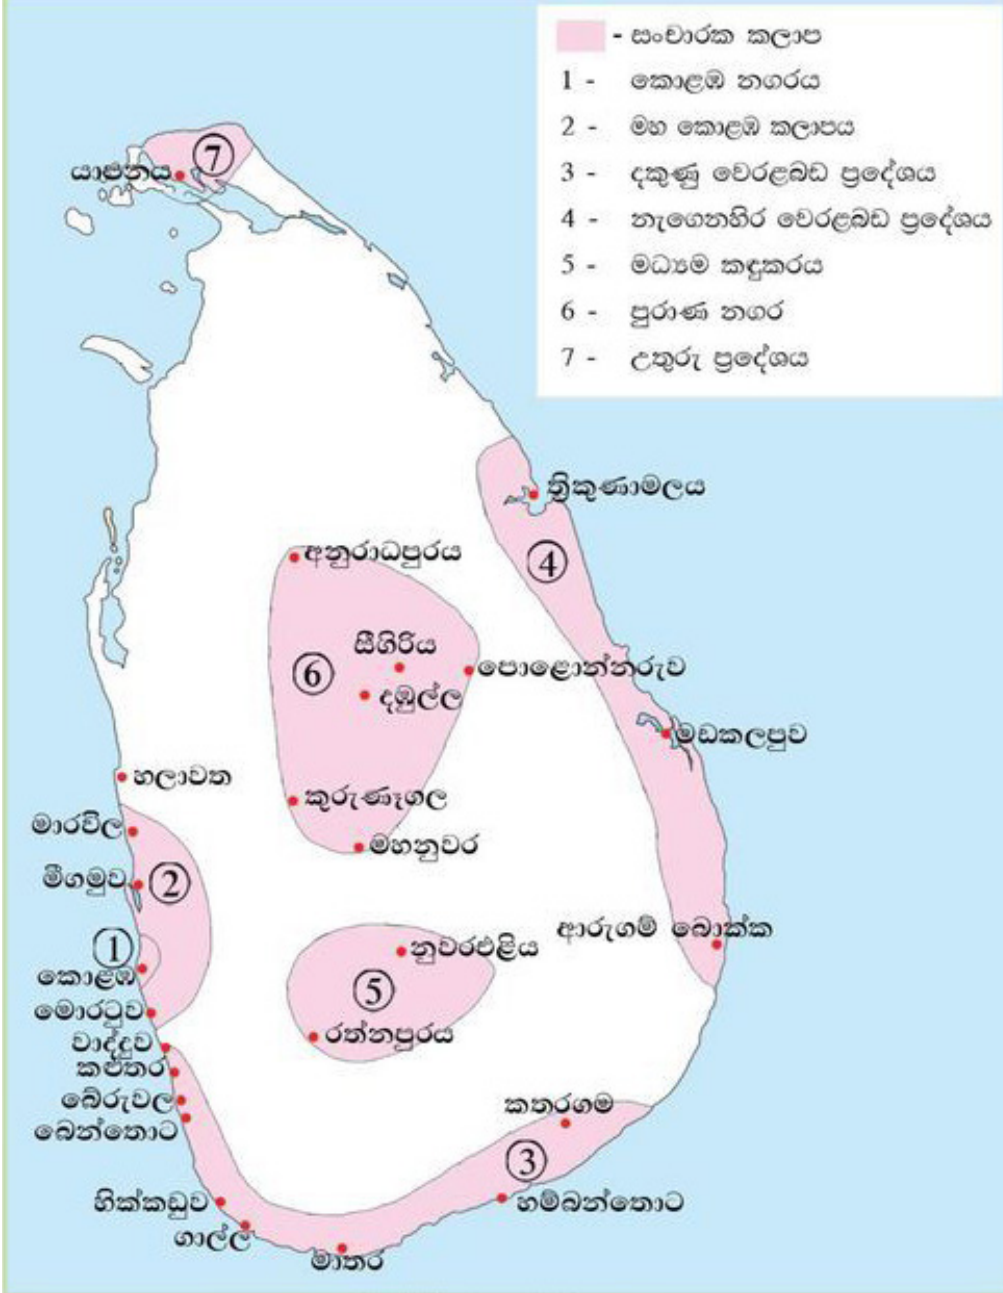 - සංචාරක කලාප
1 - කොළඹ නගරය
2 - මහ කොළඹ කලාපය
3 - දකුණු වෙරළබඩ ප්‍රදේශය
4 - නැගෙනහිර වෙරළබඩ ප්‍රදේශය
5 - මධ්‍යම කඳුකරය
6 - පුරාණ නගර
7 - උතුරු ප්‍රදේශය
7
යාපනය
ත්‍රිකුණාමලය
අනුරාධපුරය
4
සීගිරිය
6
පොළොන්නරුව
දඹුල්ල
මඩකලපුව
හලාවත
කුරුණෑගල
මාරවිල
මහනුවර
මීගමුව
2
ආරුගම් බොක්ක
1
නුවරඑළිය
කොළඹ
5
මොරටුව
රත්නපුරය
වාද්දුව
කළුතර
බේරුවල
කතරගම
බෙන්තොට
3
හික්කඩුව
හම්බන්තොට
ගාල්ල
මාතර